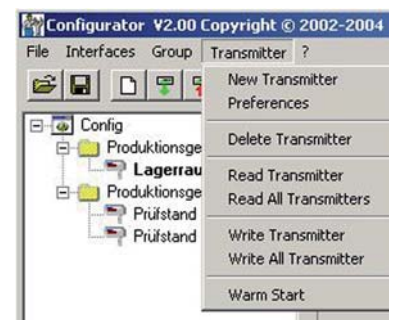 Configurator V2.00 Copyright © 2002-2004
File Interfaces Group Transmitter ?
New Transmitter
Preferences
Delete Transmitter
Read Transmitter
Read All Transmitters
Write Transmitter
Write All Transmitter
Warm Start
Config
Produktionsge
Lagerrau
Produktionsge
Prüfstand
Prüfstand